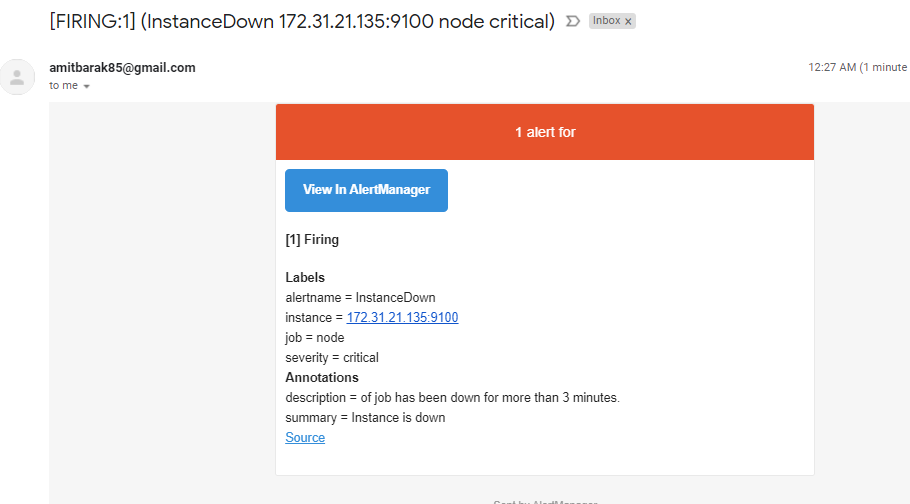 [FIRING:1] (InstanceDown 172.31.21.135:9100 node critical) Inbox x
amitbarak85@gmail.com 12:27 AM (1 minute
to me
1 alert for
View In AlertManager
[1] Firing
Labels
alertname = InstanceDown
instance = 172.31.21.135:9100
job = node
severity = critical
Annotations
description = of job has been down for more than 3 minutes.
summary = Instance is down
Source
Sent by AlertManager